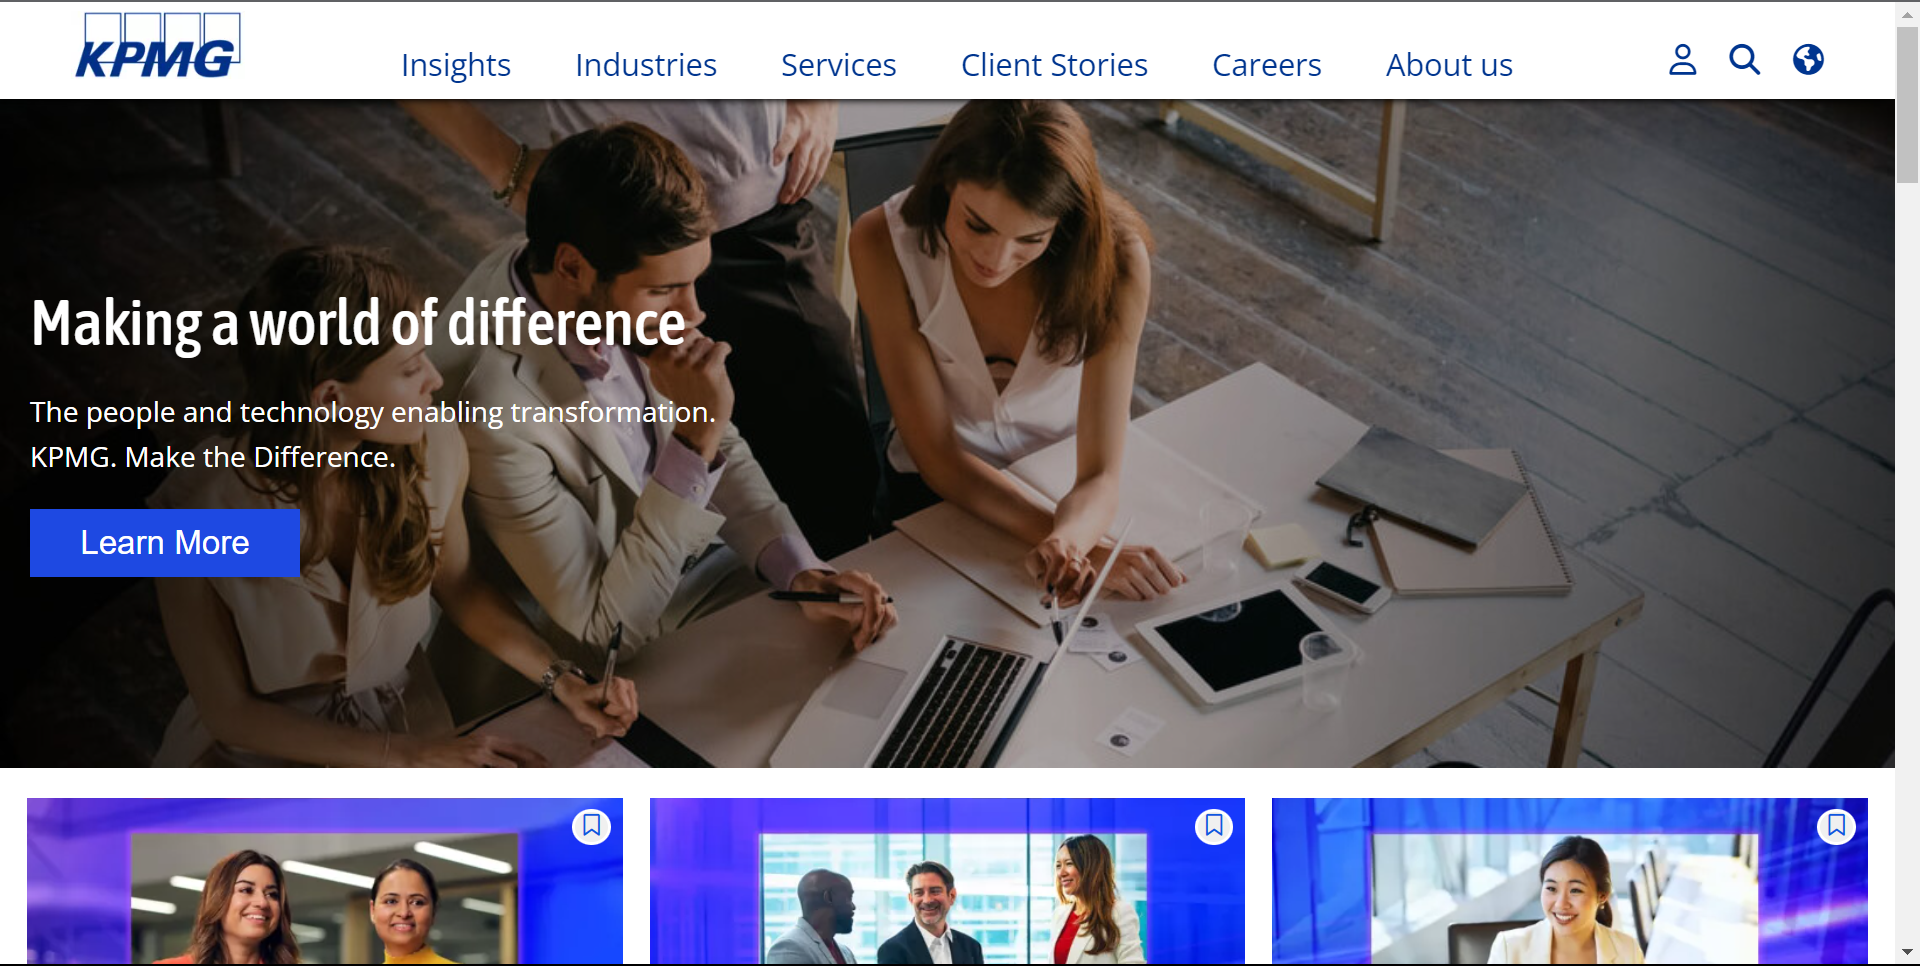 KPMG
Insights
Industries
Services
Client Stories
Careers
About us
Making a world of difference
The people and technology enabling transformation.
KPMG. Make the Difference.
Learn More